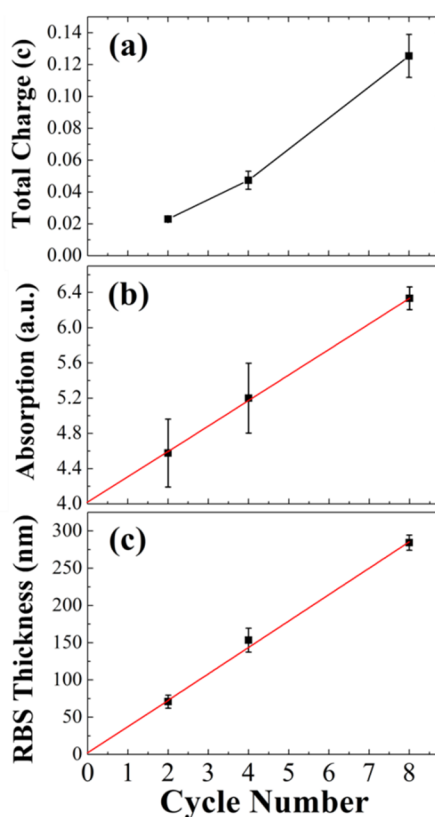 (a)
Total Charge (c)
0.14
0.12
0.10
0.08
0.06
0.04
0.02
0.00
(b)
Absorption (a.u.)
6.4
5.6
5.2
4.8
4.4
4.0
(c)
RBS Thickness (nm)
300
250
200
150
100
50
0
0 1 2 3 4 5 6 7 8
Cycle Number